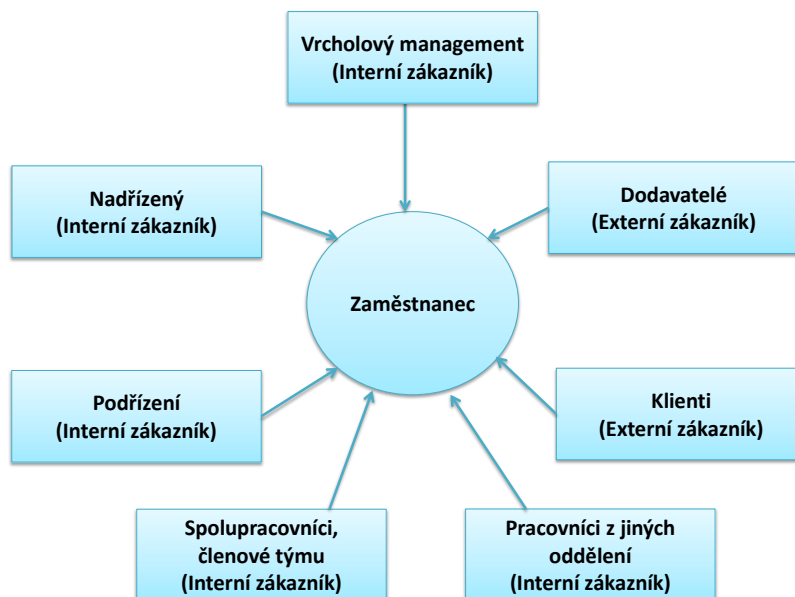 Vrcholový management
(Interní zákazník)
Nadřízený
(Interní zákazník)
Dodavatelé
(Externí zákazník)
Zaměstnanec
Podřízení
(Interní zákazník)
Klienti
(Externí zákazník)
Spolupracovníci,
členové týmu
(Interní zákazník)
Pracovníci z jiných
oddělení
(Interní zákazník)